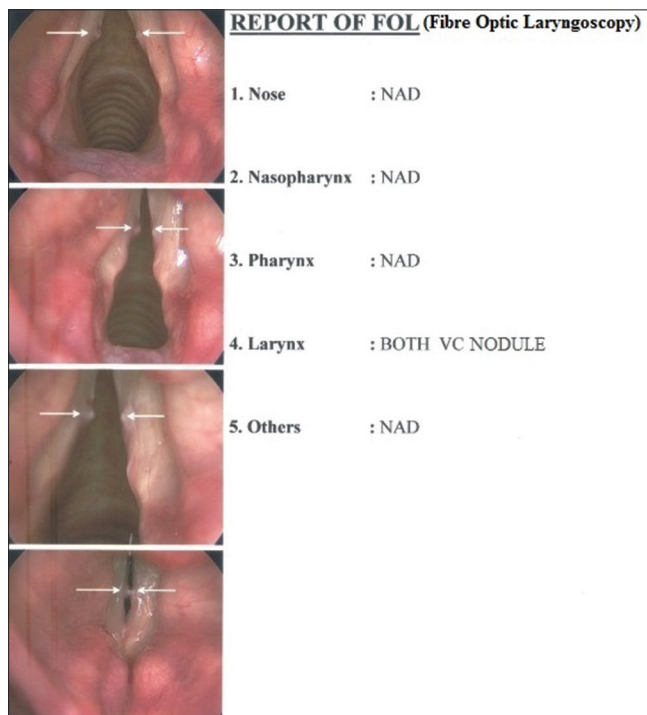 REPORT OF FOL (Fibre Optic Laryngoscopy)
1. Nose : NAD
2. Nasopharynx : NAD
3. Pharynx : NAD
4. Larynx : BOTH VC NODULE
5. Others : NAD